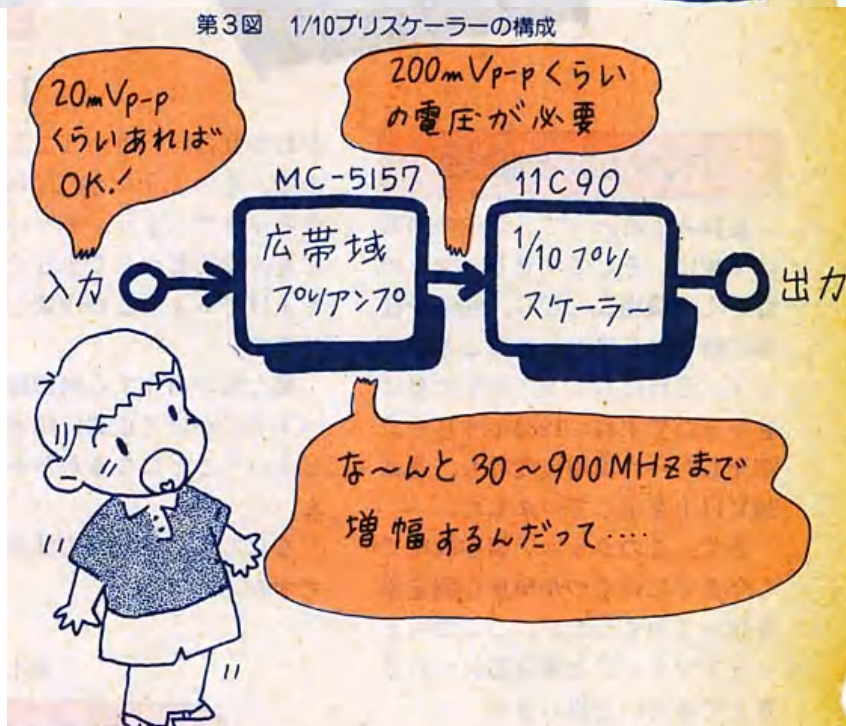 第3図 1/10プリスケーラーの構成
20mVp-p
くらいあれば
OK!
200mVp-pくらい
の電圧が必要
MC-5157
11C90
入力
広帯域
プリアンプ
1/10プリ
スケーラー
出力
な〜んと30〜900MHzまで
増幅するんだって‥‥